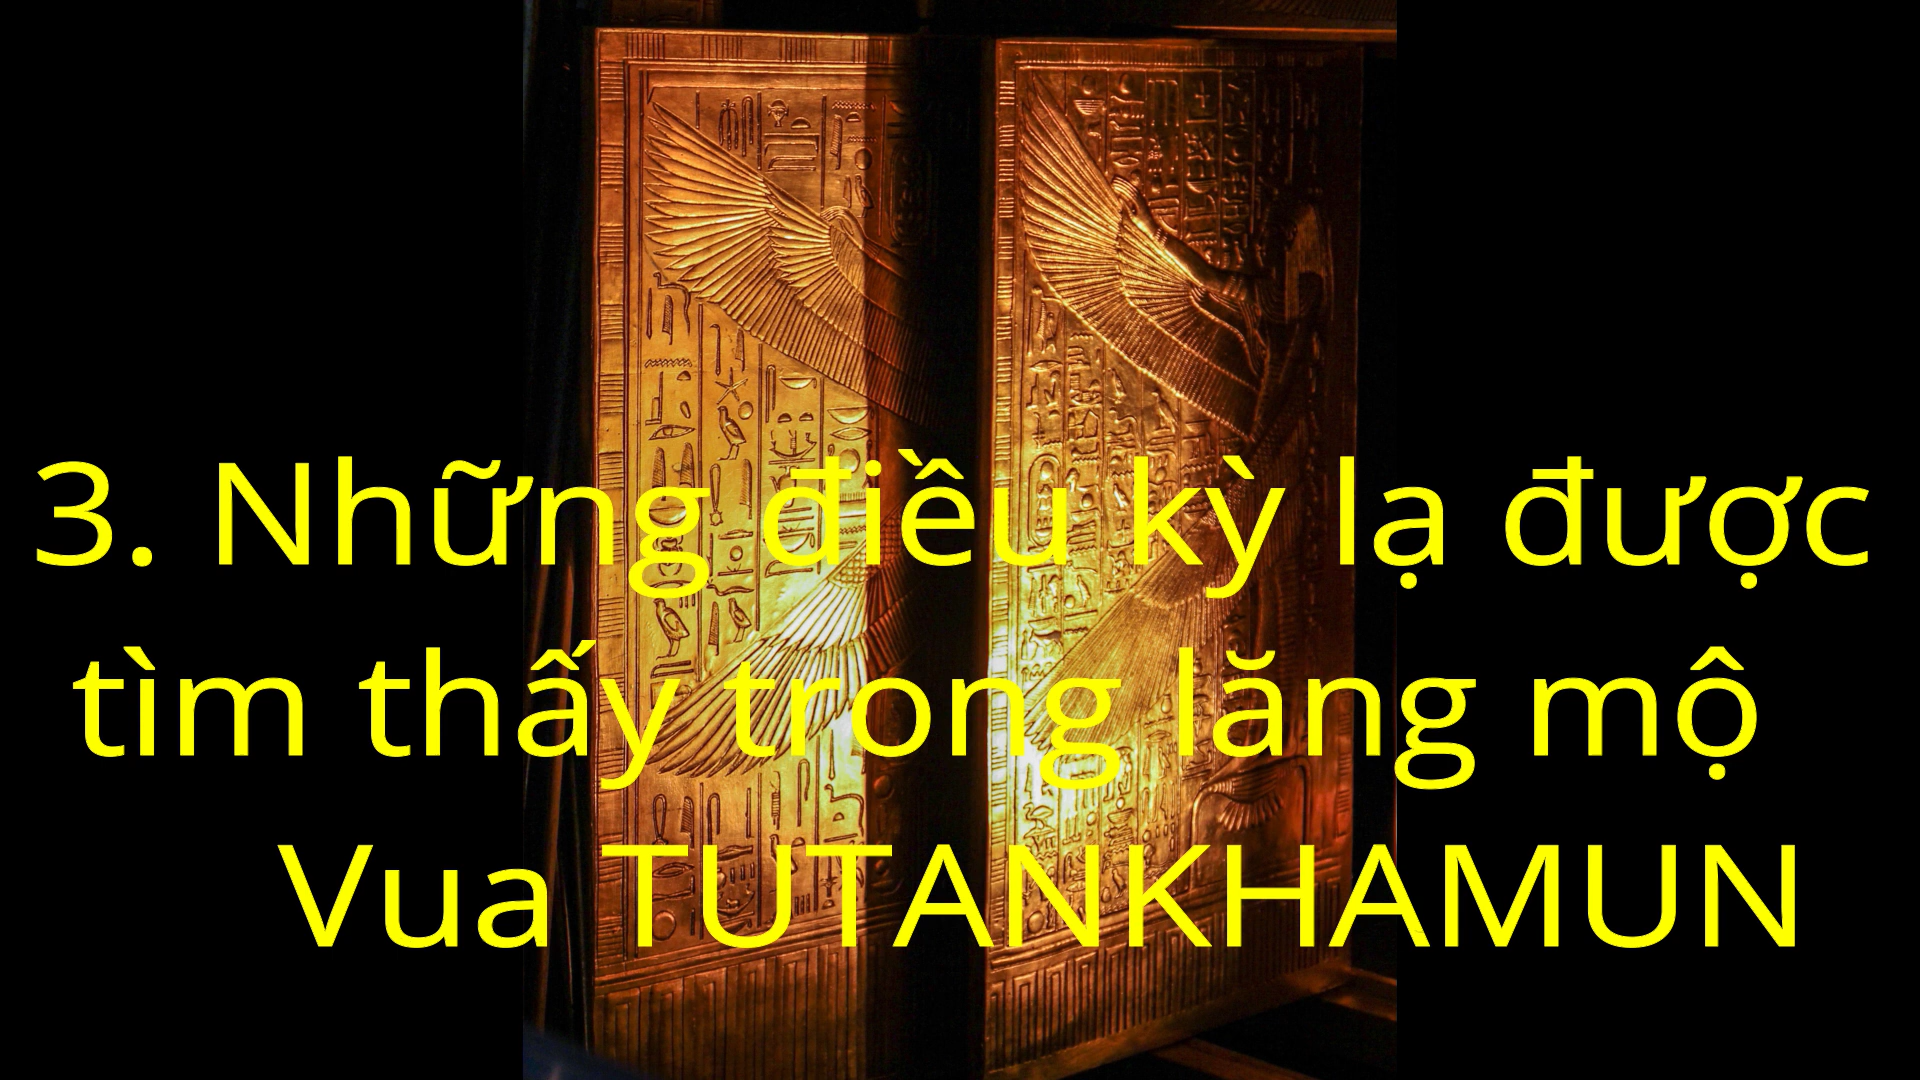 3. Những điều kỳ lạ được
tìm thấy trong lăng mộ
Vua TUTANKHAMUN